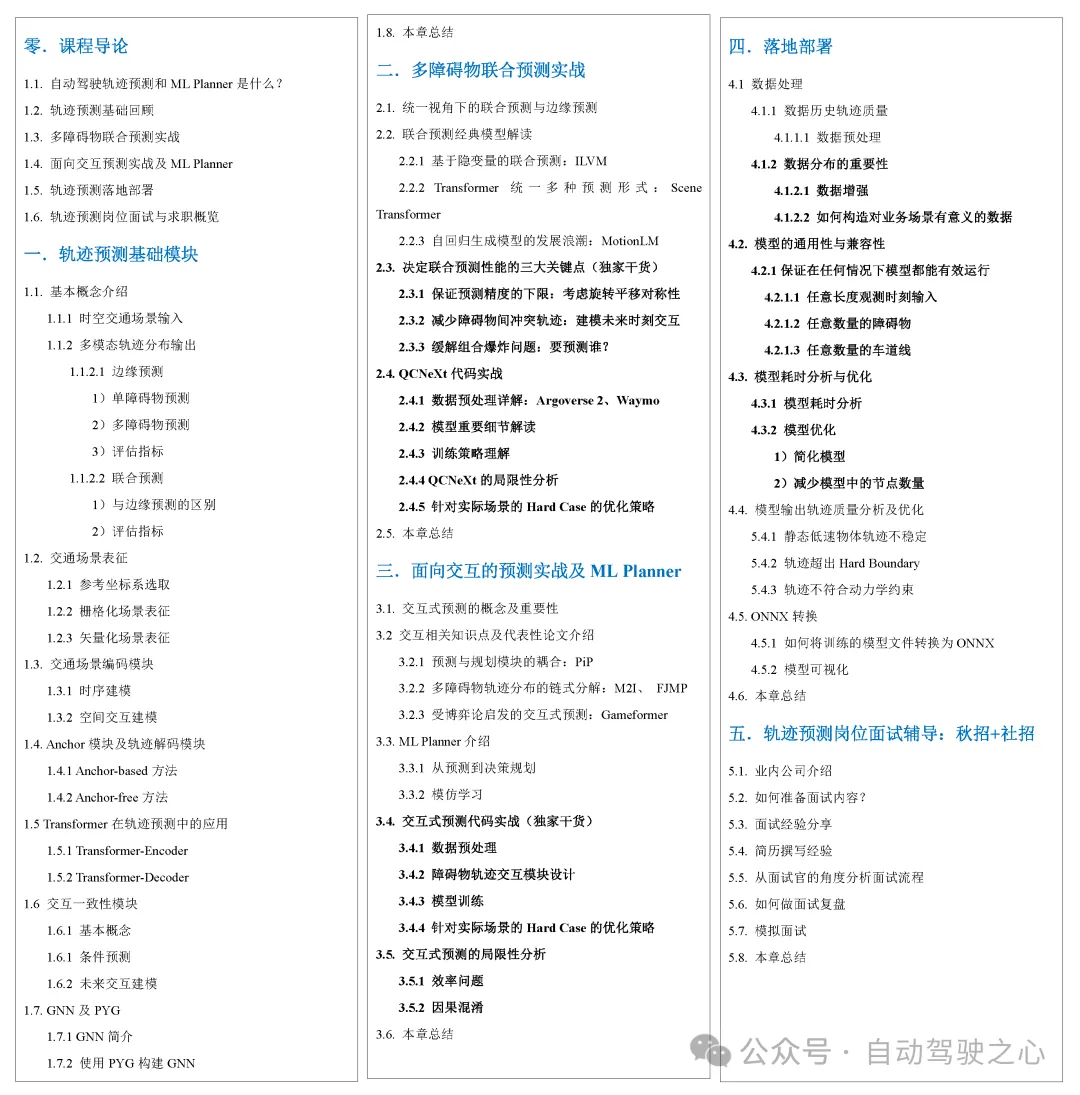 零．课程导论
1.1. 自动驾驶轨迹预测和 ML Planner 是什么？
1.2. 轨迹预测基础回顾
1.3. 多障碍物联合预测实战
1.4. 面向交互预测实战及 ML Planner
1.5. 轨迹预测落地部署
1.6. 轨迹预测岗位面试与求职概览
一．轨迹预测基础模块
1.1. 基本概念介绍
1.1.1 时空交通场景输入
1.1.2 多模态轨迹分布输出
1.1.2.1 边缘预测
1）单障碍物预测
2）多障碍物预测
3）评估指标
1.1.2.2 联合预测
1）与边缘预测的区别
2）评估指标
1.2. 交通场景表征
1.2.1 参考坐标系选取
1.2.2 栅格化场景表征
1.2.3 矢量化场景表征
1.3. 交通场景编码模块
1.3.1 时序建模
1.3.2 空间交互建模
1.4. Anchor 模块及轨迹解码模块
1.4.1 Anchor-based 方法
1.4.2 Anchor-free 方法
1.5 Transformer 在轨迹预测中的应用
1.5.1 Transformer-Encoder
1.5.2 Transformer-Decoder
1.6 交互一致性模块
1.6.1 基本概念
1.6.1 条件预测
1.6.2 未来交互建模
1.7. GNN 及 PYG
1.7.1 GNN 简介
1.7.2 使用 PYG 构建 GNN
1.8. 本章总结
二．多障碍物联合预测实战
2.1. 统一视角下的联合预测与边缘预测
2.2. 联合预测经典模型解读
2.2.1 基于隐变量的联合预测：ILVM
2.2.2 Transformer 统一多种预测形式：Scene
Transformer
2.2.3 自回归生成模型的发展浪潮：MotionLM
2.3. 决定联合预测性能的三大关键点（独家干货）
2.3.1 保证预测精度的下限：考虑旋转平移对称性
2.3.2 减少障碍物间冲突轨迹：建模未来时刻交互
2.3.3 缓解组合爆炸问题：要预测谁？
2.4. QCNeXt 代码实战
2.4.1 数据预处理详解：Argoverse 2、Waymo
2.4.2 模型重要细节解读
2.4.3 训练策略理解
2.4.4 QCNeXt 的局限性分析
2.4.5 针对实际场景的 Hard Case 的优化策略
2.5. 本章总结
三．面向交互的预测实战及 ML Planner
3.1. 交互式预测的概念及重要性
3.2 交互相关知识点及代表性论文介绍
3.2.1 预测与规划模块的耦合：PiP
3.2.2 多障碍物轨迹分布的链式分解：M2I、 FJMP
3.2.3 受博弈论启发的交互式预测：Gameformer
3.3. ML Planner 介绍
3.3.1 从预测到决策规划
3.3.2 模仿学习
3.4. 交互式预测代码实战（独家干货）
3.4.1 数据预处理
3.4.2 障碍物轨迹交互模块设计
3.4.3 模型训练
3.4.4 针对实际场景的 Hard Case 的优化策略
3.5. 交互式预测的局限性分析
3.5.1 效率问题
3.5.2 因果混淆
3.6. 本章总结
四．落地部署
4.1 数据处理
4.1.1 数据历史轨迹质量
4.1.1.1 数据预处理
4.1.2 数据分布的重要性
4.1.2.1 数据增强
4.1.2.2 如何构造对业务场景有意义的数据
4.2. 模型的通用性与兼容性
4.2.1 保证在任何情况下模型都能有效运行
4.2.1.1 任意长度观测时刻输入
4.2.1.2 任意数量的障碍物
4.2.1.3 任意数量的车道线
4.3. 模型耗时分析与优化
4.3.1 模型耗时分析
4.3.2 模型优化
1）简化模型
2）减少模型中的节点数量
4.4. 模型输出轨迹质量分析及优化
5.4.1 静态低速物体轨迹不稳定
5.4.2 轨迹超出 Hard Boundary
5.4.3 轨迹不符合动力学约束
4.5. ONNX 转换
4.5.1 如何将训练的模型文件转换为 ONNX
4.5.2 模型可视化
4.6. 本章总结
五．轨迹预测岗位面试辅导：秋招+社招
5.1. 业内公司介绍
5.2. 如何准备面试内容？
5.3. 面试经验分享
5.4. 简历撰写经验
5.5. 从面试官的角度分析面试流程
5.6. 如何做面试复盘
5.7. 模拟面试
5.8. 本章总结
公众号 · 自动驾驶之心